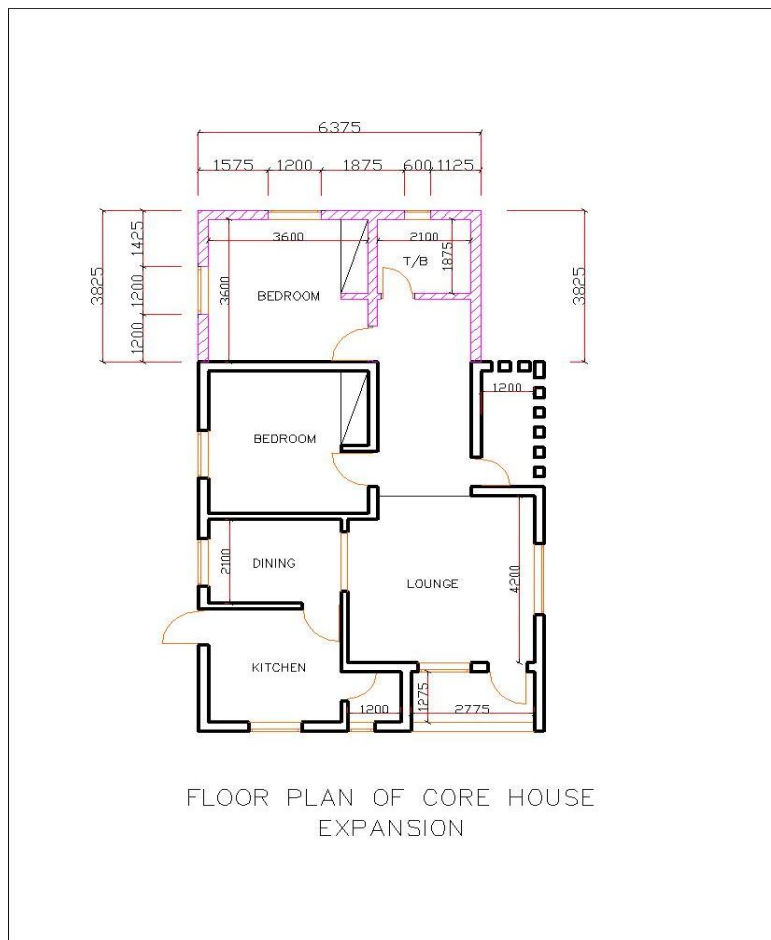 6375
1575 1200 1875 600 1125
3825
1425
1200
1200
3825
3600
2100
T/B
1875
3600
BEDROOM
1200
BEDROOM
2100
DINING
LOUNGE
4200
KITCHEN
1200
1275
2775
FLOOR PLAN OF CORE HOUSE
EXPANSION